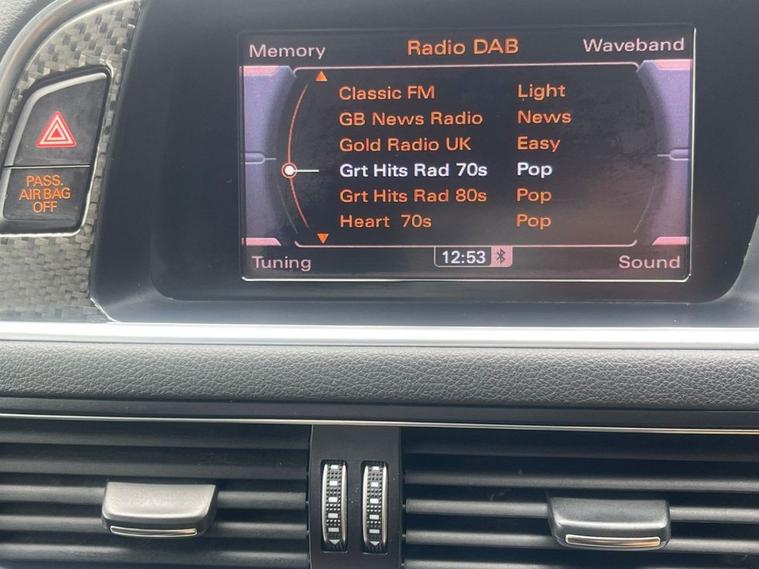 Memory Radio DAB Waveband
Classic FM Light
GB News Radio News
Gold Radio UK Easy
Grt Hits Rad 70s Pop
Grt Hits Rad 80s Pop
Heart 70s Pop
Tuning 12:53 Sound
PASS.
AIR BAG
OFF